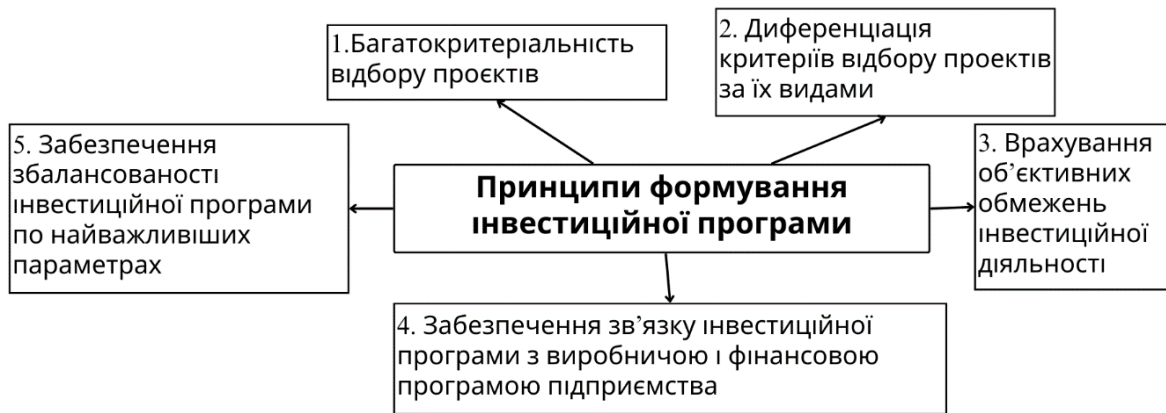 1.Багатокритеріальність
відбору проєктів
2. Диференціація
критеріїв відбору проектів
за їх видами
5. Забезпечення
збалансованості
інвестиційної програми
по найважливіших
параметрах
Принципи формування
інвестиційної програми
3. Врахування
об’єктивних
обмежень
інвестиційної
діяльності
4. Забезпечення зв’язку інвестиційної
програми з виробничою і фінансовою
програмою підприємства